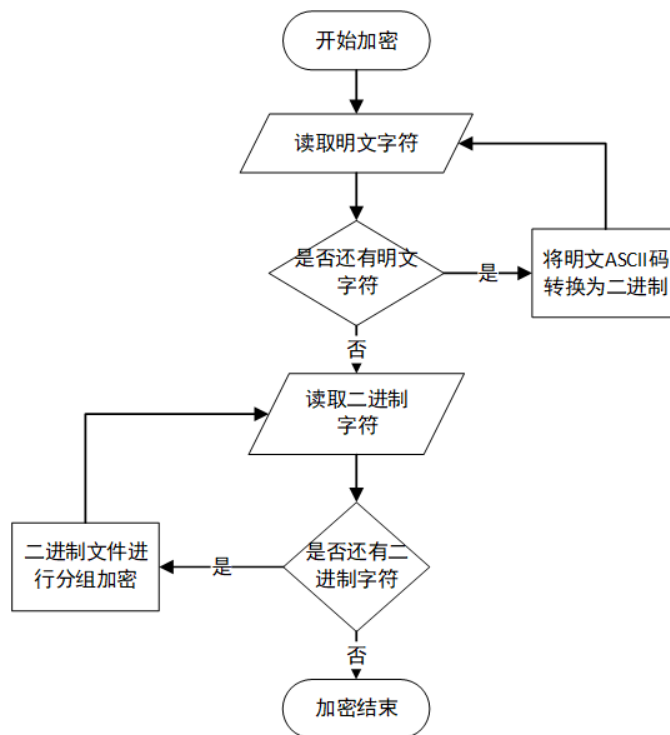 开始加密
读取明文字符
是否还有明文
字符
是
将明文ASCII码
转换为二进制
否
读取二进制
字符
二进制文件进
行分组加密
是
是否还有二
进制字符
否
加密结束